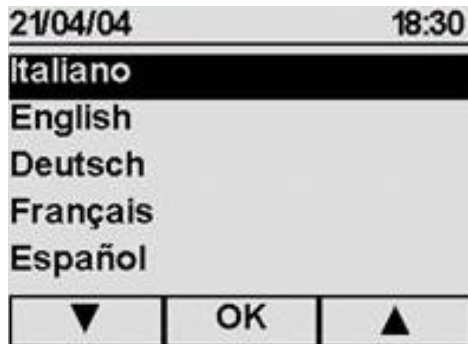 21/04/04 18:30
Italiano
English
Deutsch
Français
Español
▼ OK ▲